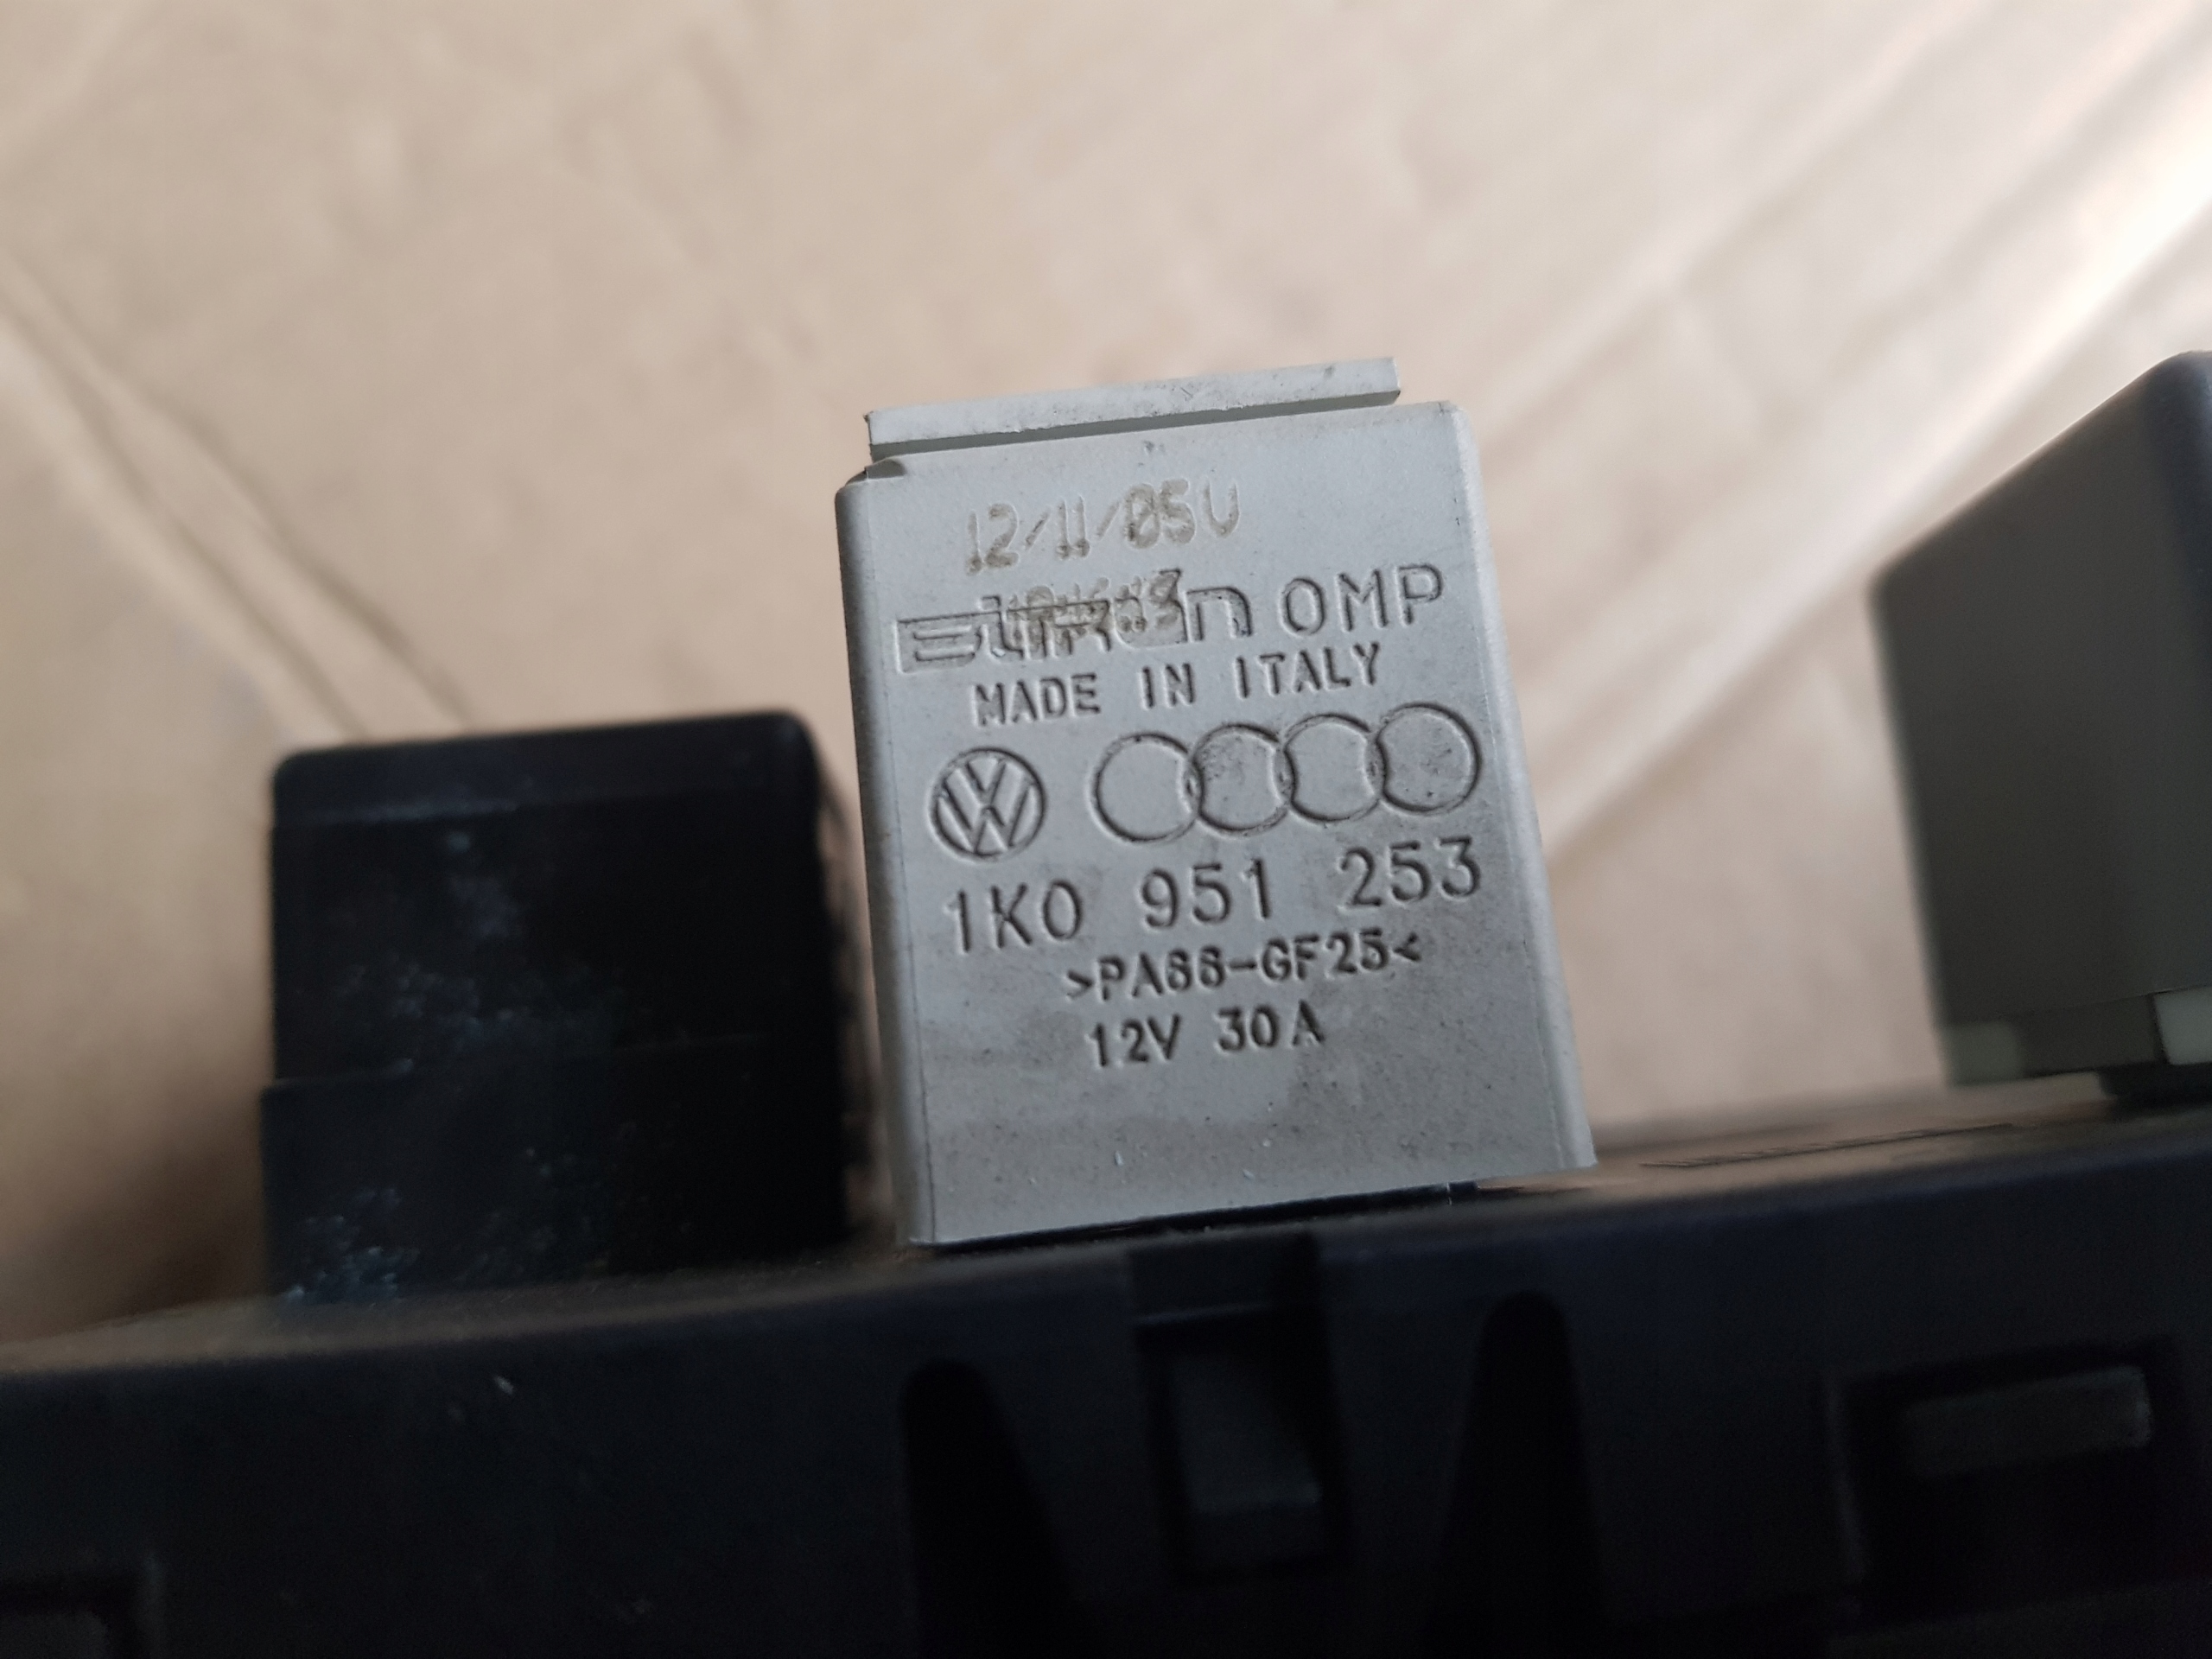 12/11/05U
OMP
MADE IN ITALY
1K0 951 253
>PA66-GF25<
12V 30A